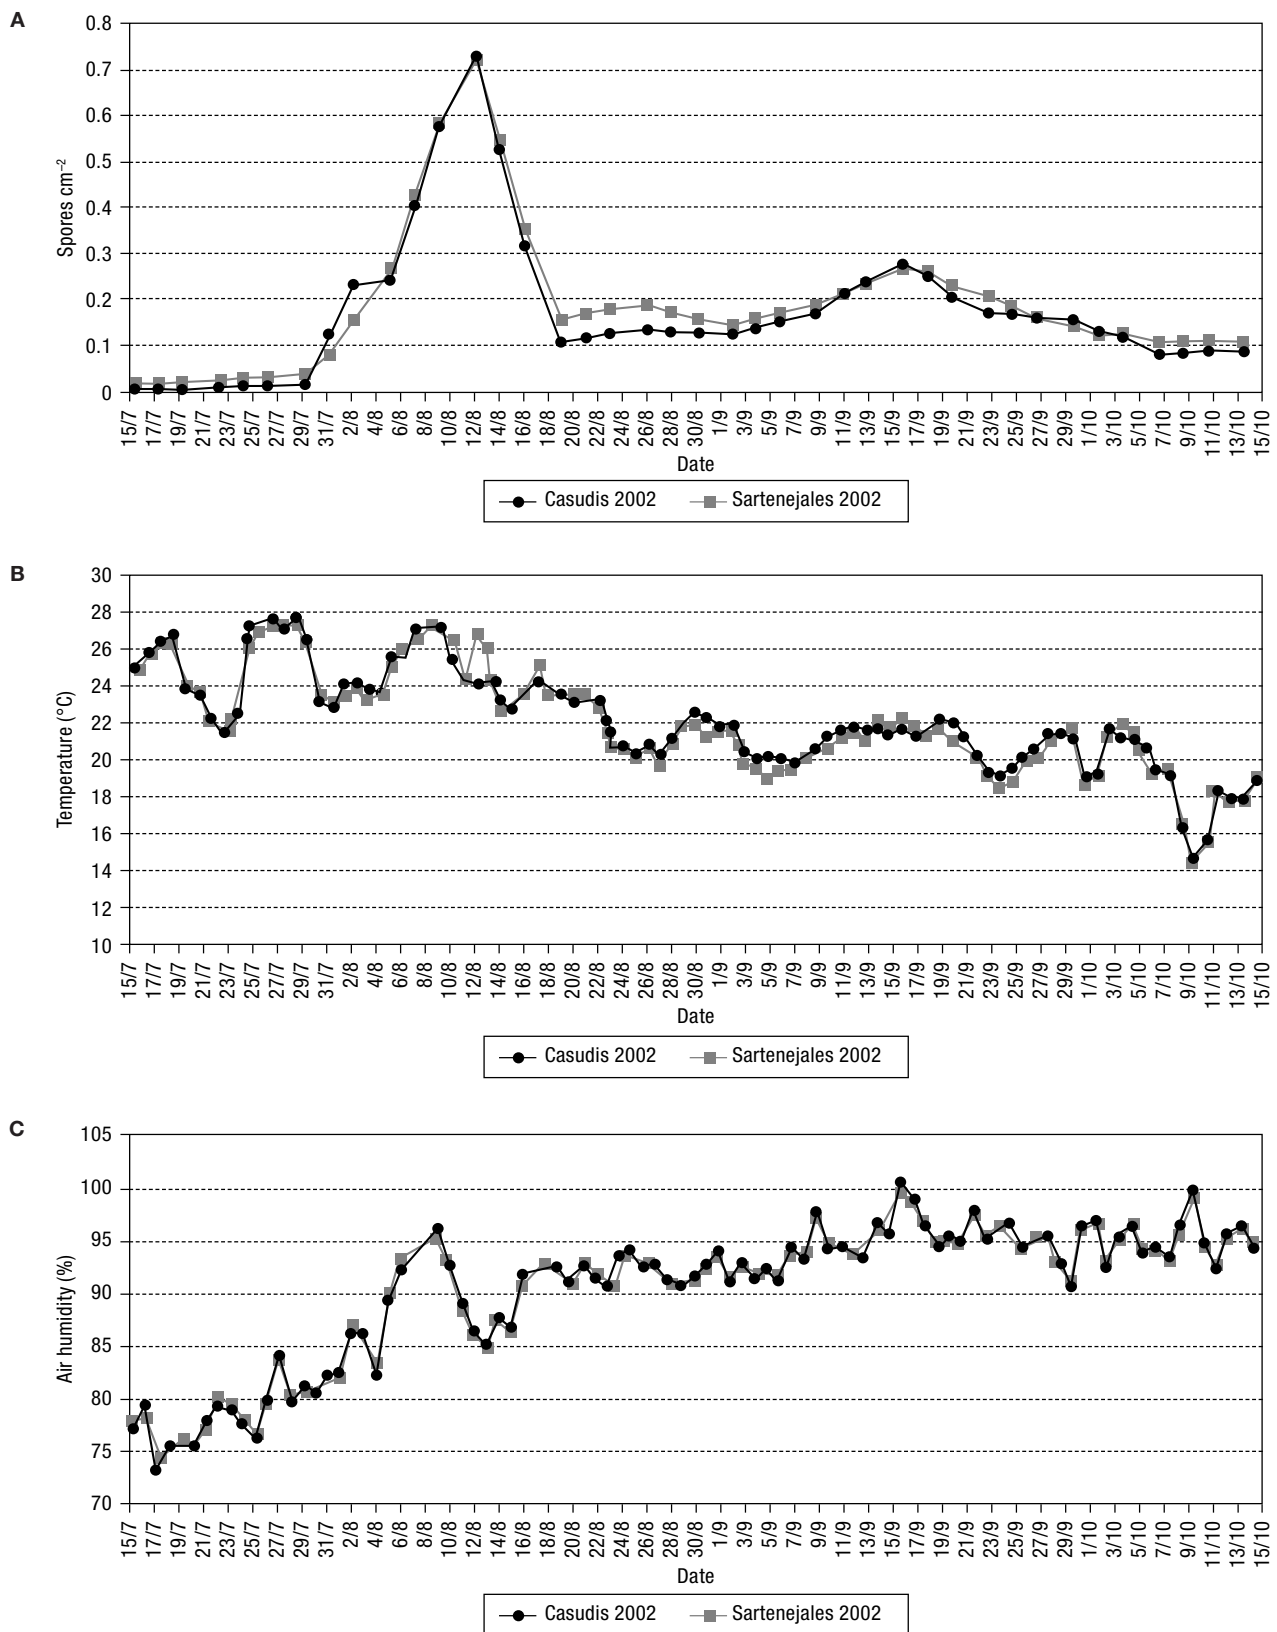 A
0.8
0.7
0.6
0.5
0.4
0.3
0.2
0.1
0
Spores cm⁻²
15/7 17/7 19/7 21/7 23/7 25/7 27/7 29/7 31/7 2/8 4/8 6/8 8/8 10/8 12/8 14/8 16/8 18/8 20/8 22/8 24/8 26/8 28/8 30/8 1/9 3/9 5/9 7/9 9/9 11/9 13/9 15/9 17/9 19/9 21/9 23/9 25/9 27/9 29/9 1/10 3/10 5/10 7/10 9/10 11/10 13/10 15/10
Date
Casudis 2002 Sartenejales 2002
B
30
28
26
24
22
20
18
16
14
12
10
Temperature (°C)
15/7 17/7 19/7 21/7 23/7 25/7 27/7 29/7 31/7 2/8 4/8 6/8 8/8 10/8 12/8 14/8 16/8 18/8 20/8 22/8 24/8 26/8 28/8 30/8 1/9 3/9 5/9 7/9 9/9 11/9 13/9 15/9 17/9 19/9 21/9 23/9 25/9 27/9 29/9 1/10 3/10 5/10 7/10 9/10 11/10 13/10 15/10
Date
Casudis 2002 Sartenejales 2002
C
105
100
95
90
85
80
75
70
Air humidity (%)
15/7 17/7 19/7 21/7 23/7 25/7 27/7 29/7 31/7 2/8 4/8 6/8 8/8 10/8 12/8 14/8 16/8 18/8 20/8 22/8 24/8 26/8 28/8 30/8 1/9 3/9 5/9 7/9 9/9 11/9 13/9 15/9 17/9 19/9 21/9 23/9 25/9 27/9 29/9 1/10 3/10 5/10 7/10 9/10 11/10 13/10 15/10
Date
Casudis 2002 Sartenejales 2002